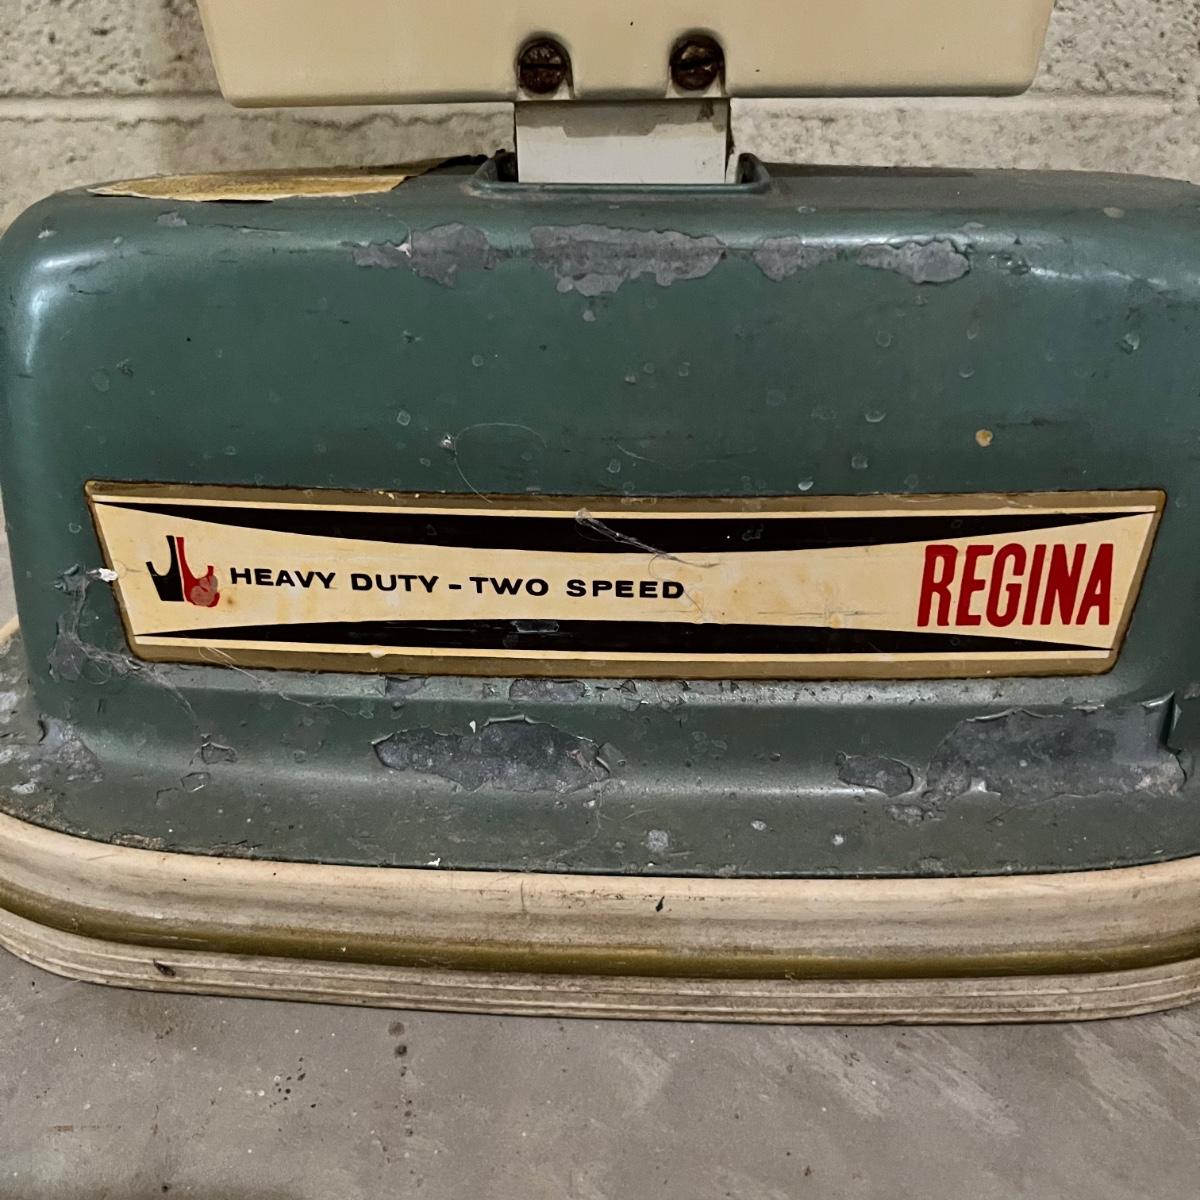 HEAVY DUTY - TWO SPEED
REGINA